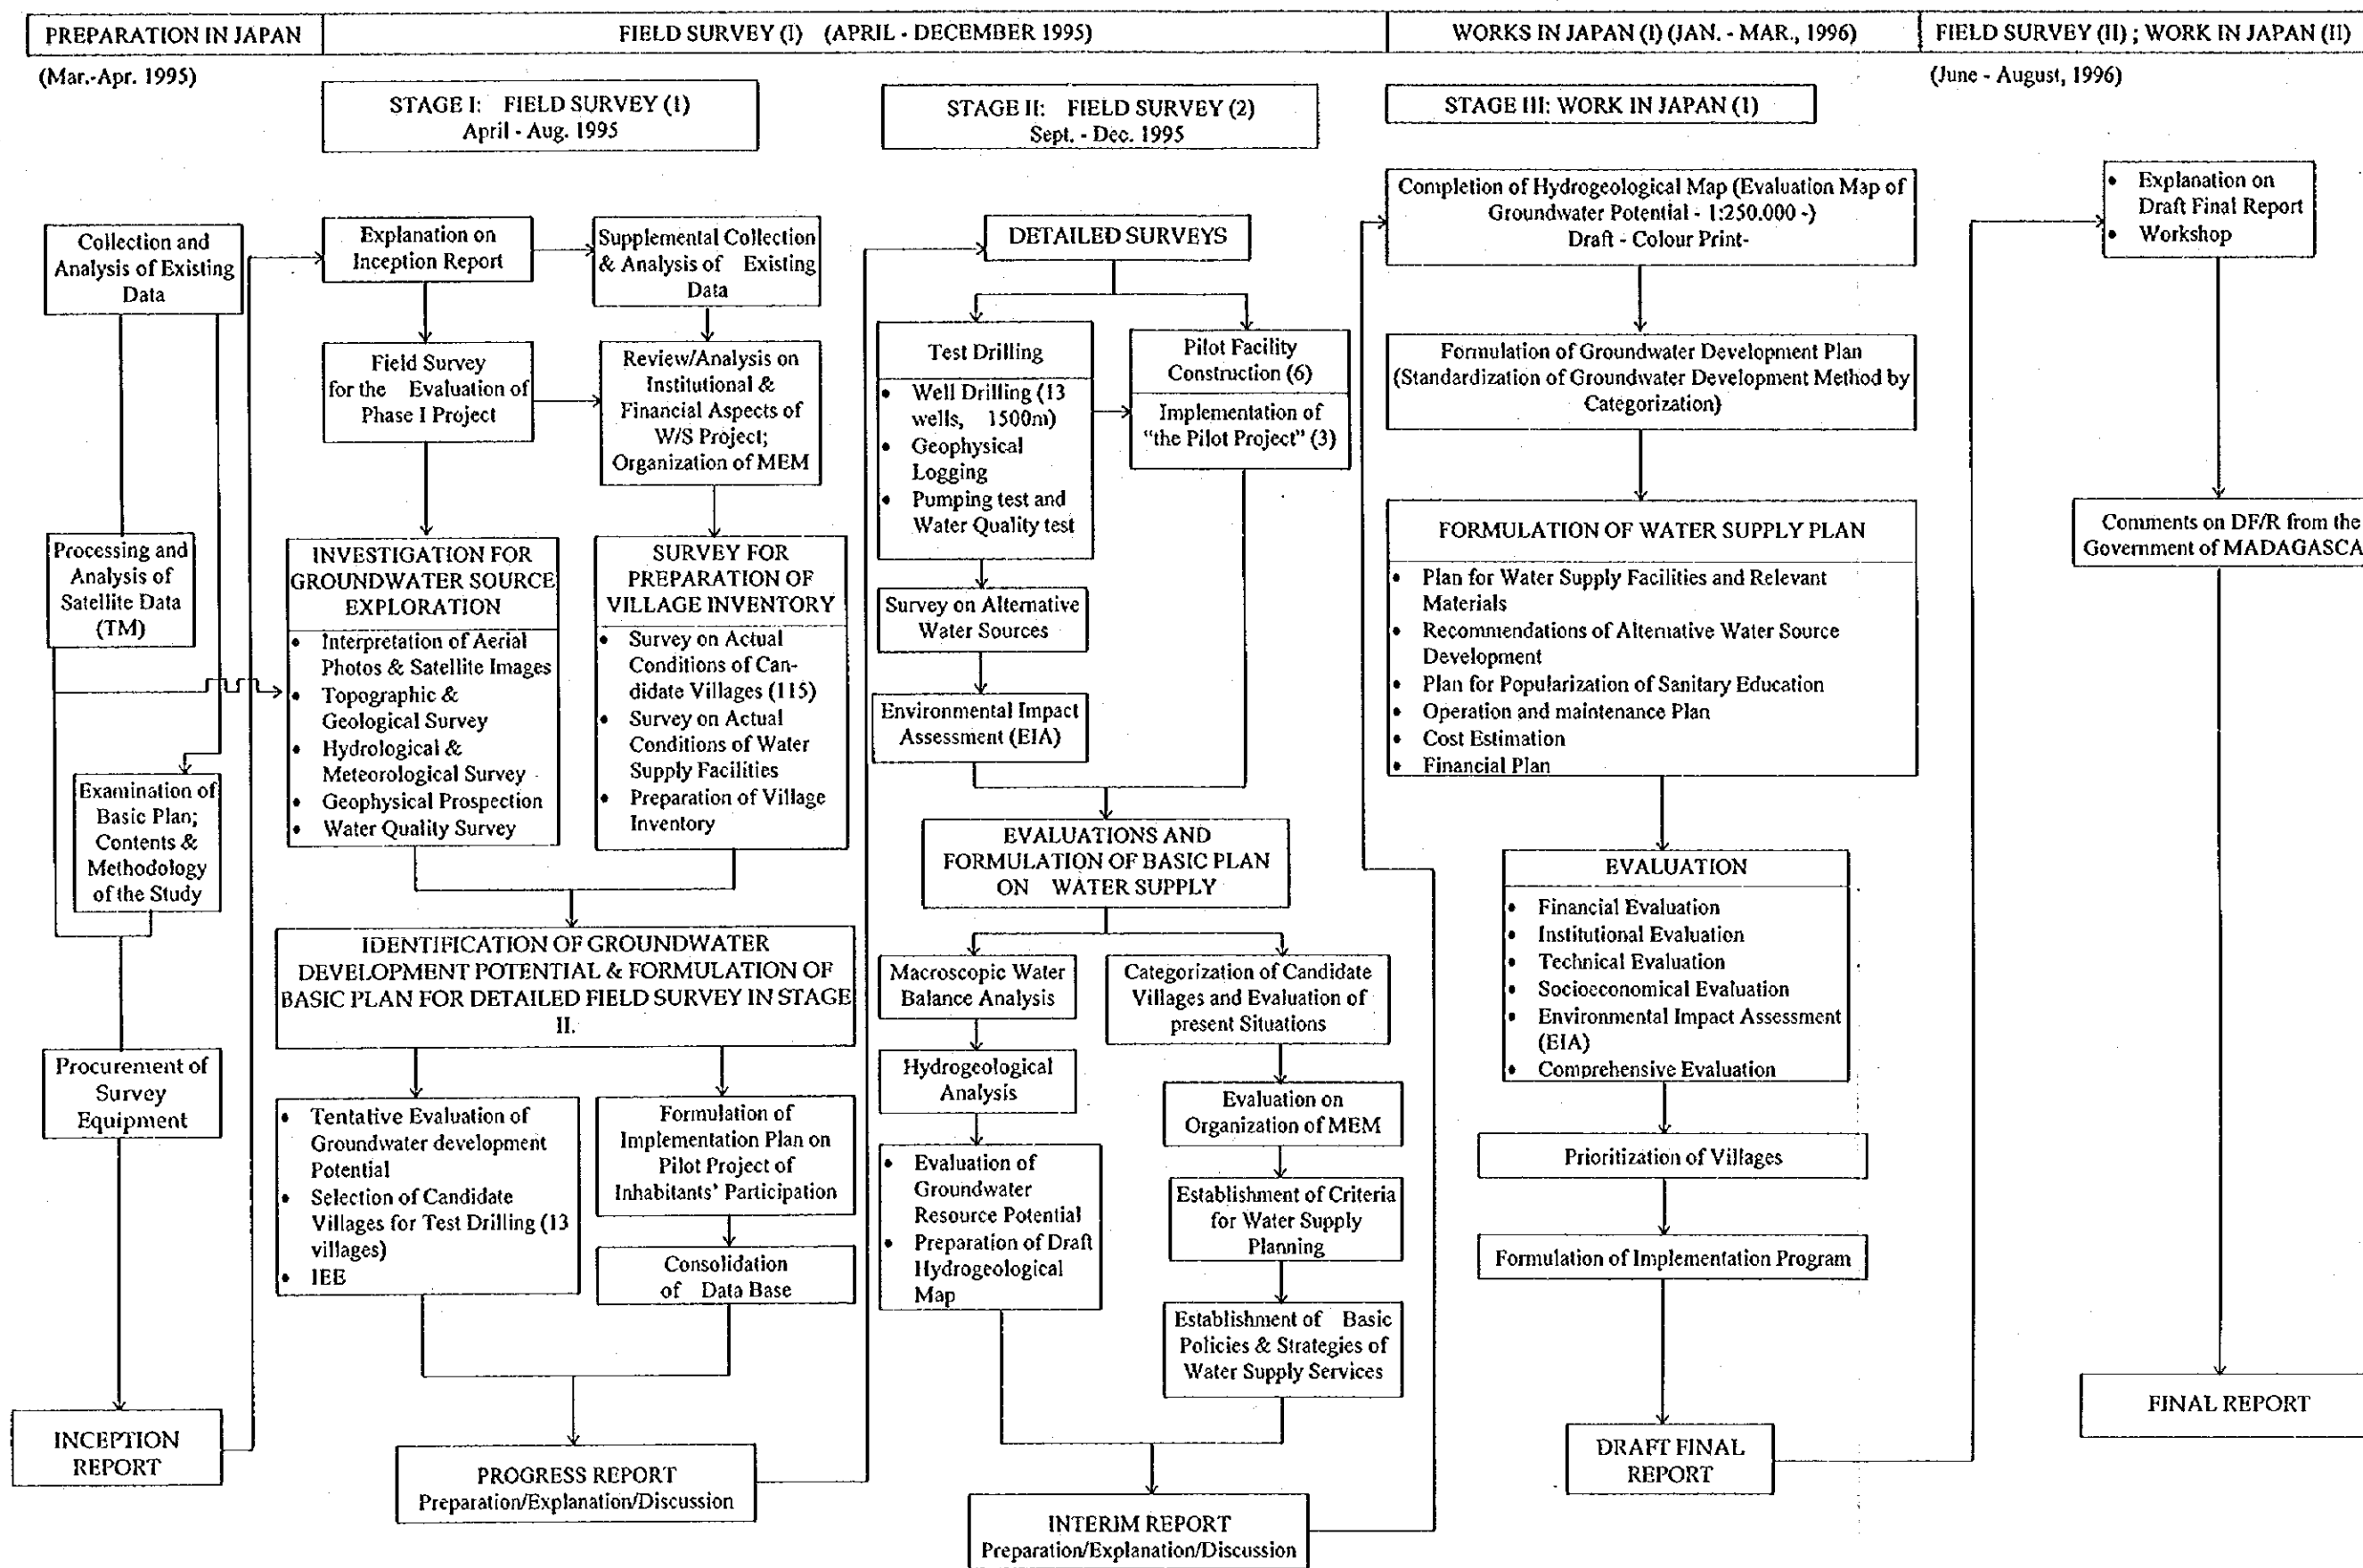 PREPARATION IN JAPAN
FIELD SURVEY (I) (APRIL - DECEMBER 1995)
WORKS IN JAPAN (I) (JAN. - MAR., 1996)
FIELD SURVEY (II) ; WORK IN JAPAN (II)
(Mar.-Apr. 1995)
(June - August, 1996)
STAGE I: FIELD SURVEY (1)
April - Aug. 1995
STAGE II: FIELD SURVEY (2)
Sept. - Dec. 1995
STAGE III: WORK IN JAPAN (1)
Collection and
Analysis of Existing
Data
Processing and
Analysis of
Satellite Data
(TM)
Examination of
Basic Plan;
Contents &
Methodology
of the Study
Procurement of
Survey
Equipment
INCEPTION
REPORT
Explanation on
Inception Report
Supplemental Collection
& Analysis of Existing
Data
Field Survey
for the Evaluation of
Phase I Project
Review/Analysis on
Institutional &
Financial Aspects of
W/S Project;
Organization of MEM
INVESTIGATION FOR
GROUNDWATER SOURCE
EXPLORATION
• Interpretation of Aerial
Photos & Satellite Images
• Topographic &
Geological Survey
• Hydrological &
Meteorological Survey
• Geophysical Prospection
• Water Quality Survey
SURVEY FOR
PREPARATION OF
VILLAGE INVENTORY
• Survey on Actual
Conditions of Can-
didate Villages (115)
• Survey on Actual
Conditions of Water
Supply Facilities
• Preparation of Village
Inventory
IDENTIFICATION OF GROUNDWATER
DEVELOPMENT POTENTIAL & FORMULATION OF
BASIC PLAN FOR DETAILED FIELD SURVEY IN STAGE
II.
• Tentative Evaluation of
Groundwater development
Potential
• Selection of Candidate
Villages for Test Drilling (13
villages)
• IEE
Formulation of
Implementation Plan on
Pilot Project of
Inhabitants' Participation
Consolidation
of Data Base
PROGRESS REPORT
Preparation/Explanation/Discussion
DETAILED SURVEYS
Test Drilling
• Well Drilling (13
wells, 1500m)
• Geophysical
Logging
• Pumping test and
Water Quality test
Pilot Facility
Construction (6)
Implementation of
"the Pilot Project" (3)
Survey on Alternative
Water Sources
Environmental Impact
Assessment (EIA)
EVALUATIONS AND
FORMULATION OF BASIC PLAN
ON WATER SUPPLY
Macroscopic Water
Balance Analysis
Hydrogeological
Analysis
• Evaluation of
Groundwater
Resource Potential
• Preparation of Draft
Hydrogeological
Map
Categorization of Candidate
Villages and Evaluation of
present Situations
Evaluation on
Organization of MEM
Establishment of Criteria
for Water Supply
Planning
Establishment of Basic
Policies & Strategies of
Water Supply Services
INTERIM REPORT
Preparation/Explanation/Discussion
Completion of Hydrogeological Map (Evaluation Map of
Groundwater Potential - 1:250.000 -)
Draft - Colour Print-
Formulation of Groundwater Development Plan
(Standardization of Groundwater Development Method by
Categorization)
FORMULATION OF WATER SUPPLY PLAN
• Plan for Water Supply Facilities and Relevant
Materials
• Recommendations of Alternative Water Source
Development
• Plan for Popularization of Sanitary Education
• Operation and maintenance Plan
• Cost Estimation
• Financial Plan
EVALUATION
• Financial Evaluation
• Institutional Evaluation
• Technical Evaluation
• Socioeconomical Evaluation
• Environmental Impact Assessment
(EIA)
• Comprehensive Evaluation
Prioritization of Villages
Formulation of Implementation Program
DRAFT FINAL
REPORT
• Explanation on
Draft Final Report
• Workshop
Comments on DF/R from the
Government of MADAGASCA
FINAL REPORT